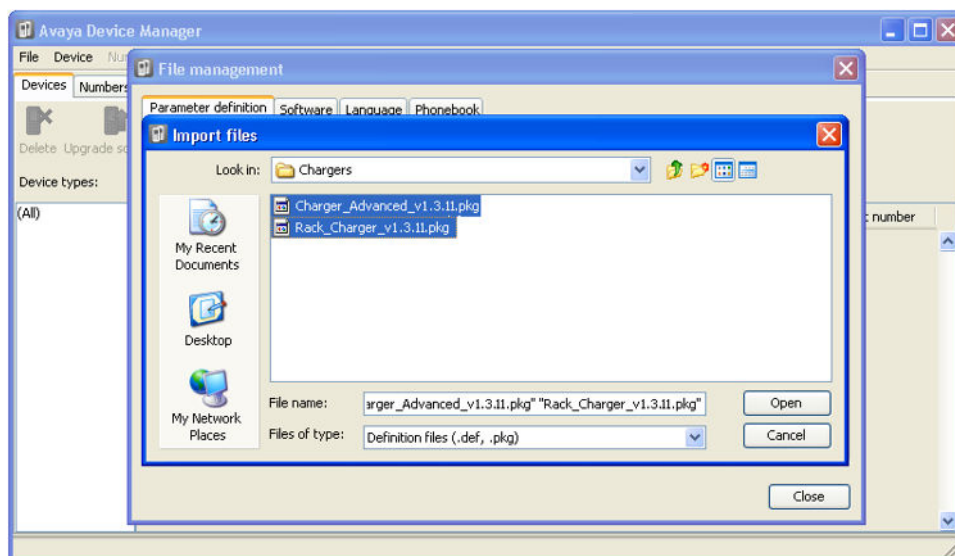 Avaya Device Manager
File Device
File management
Devices Numbers
Parameter definition Software Language Phonebook
Import files
Delete Upgrade
Look in: Chargers
Device types:
(All)
Charger_Advanced_v1.3.11.pkg
Rack_Charger_v1.3.11.pkg
number
My Recent
Documents
Desktop
My Network
Places
File name: arger_Advanced_v1.3.11.pkg" "Rack_Charger_v1.3.11.pkg"
Open
Files of type: Definition files (.def, .pkg)
Cancel
Close